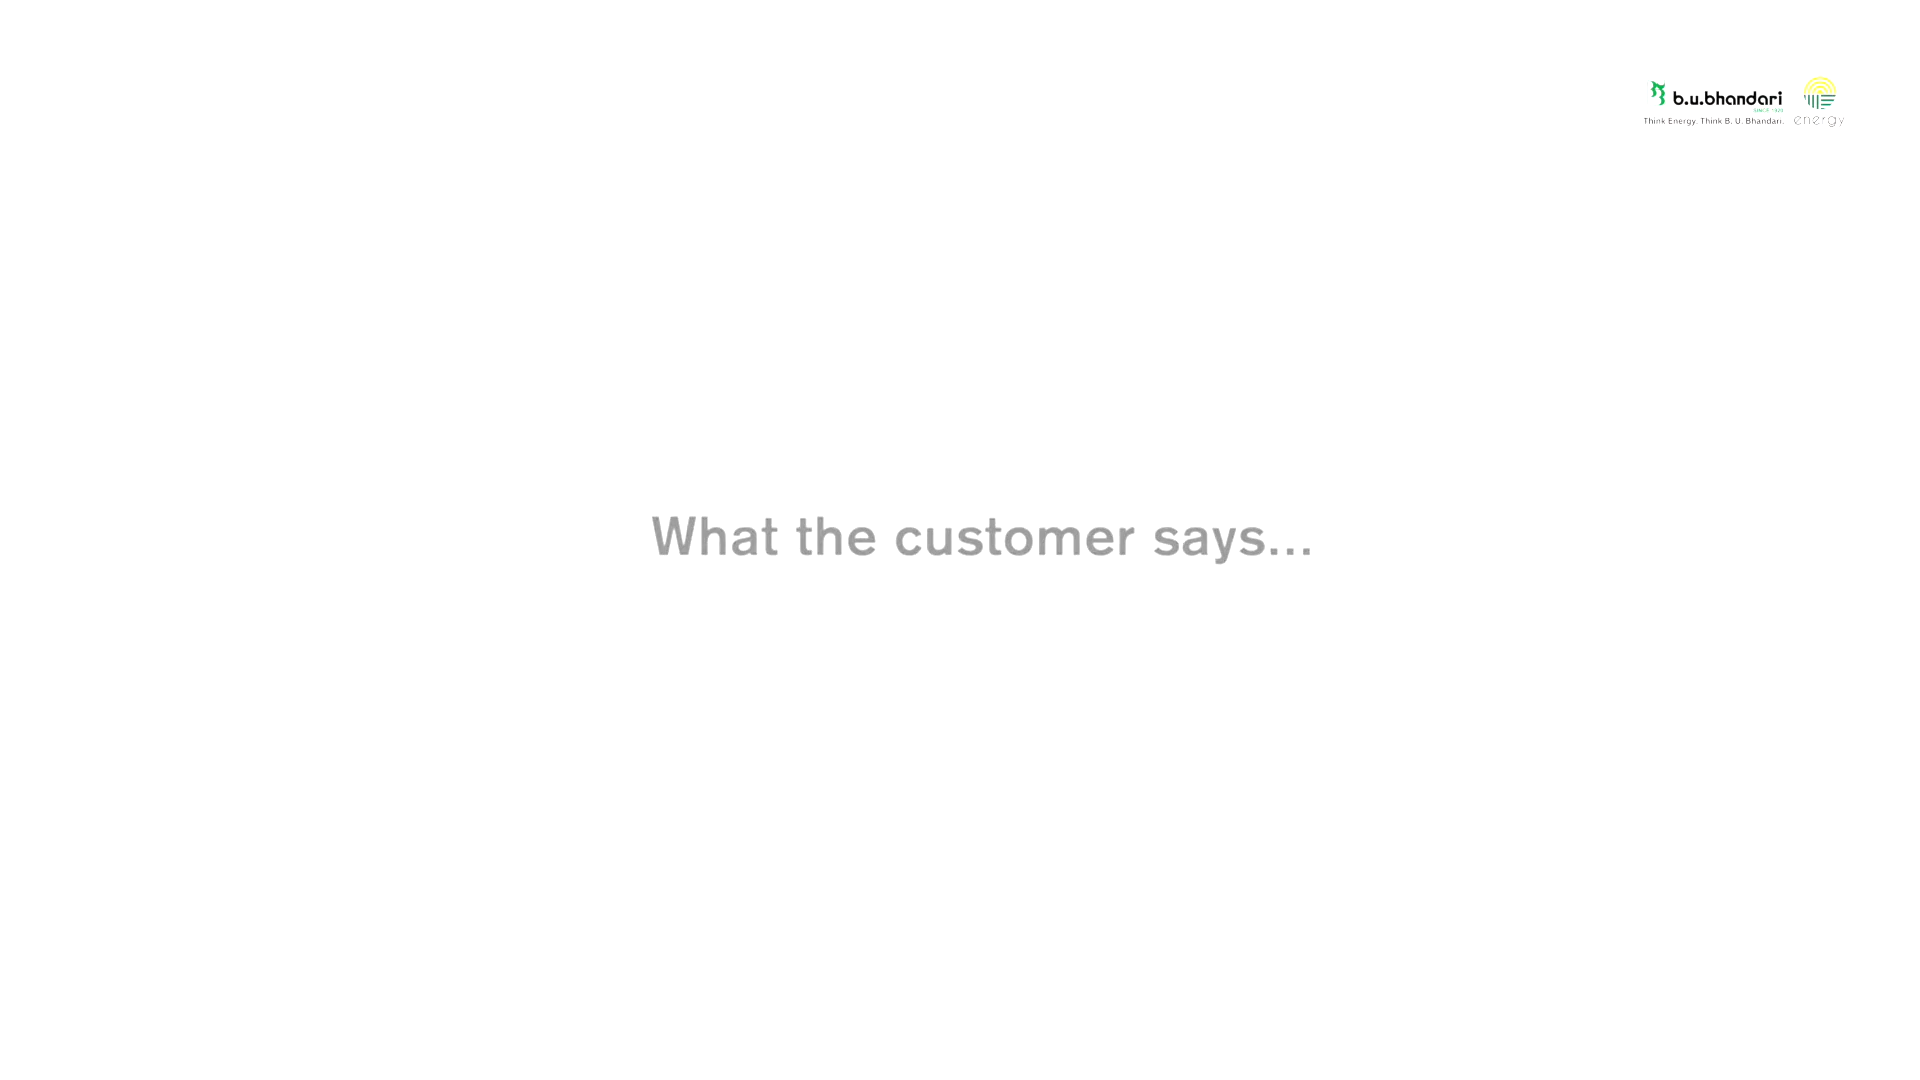 b.u.bhandari
Think Energy. Think B. U. Bhandari.
energy
What the customer says...